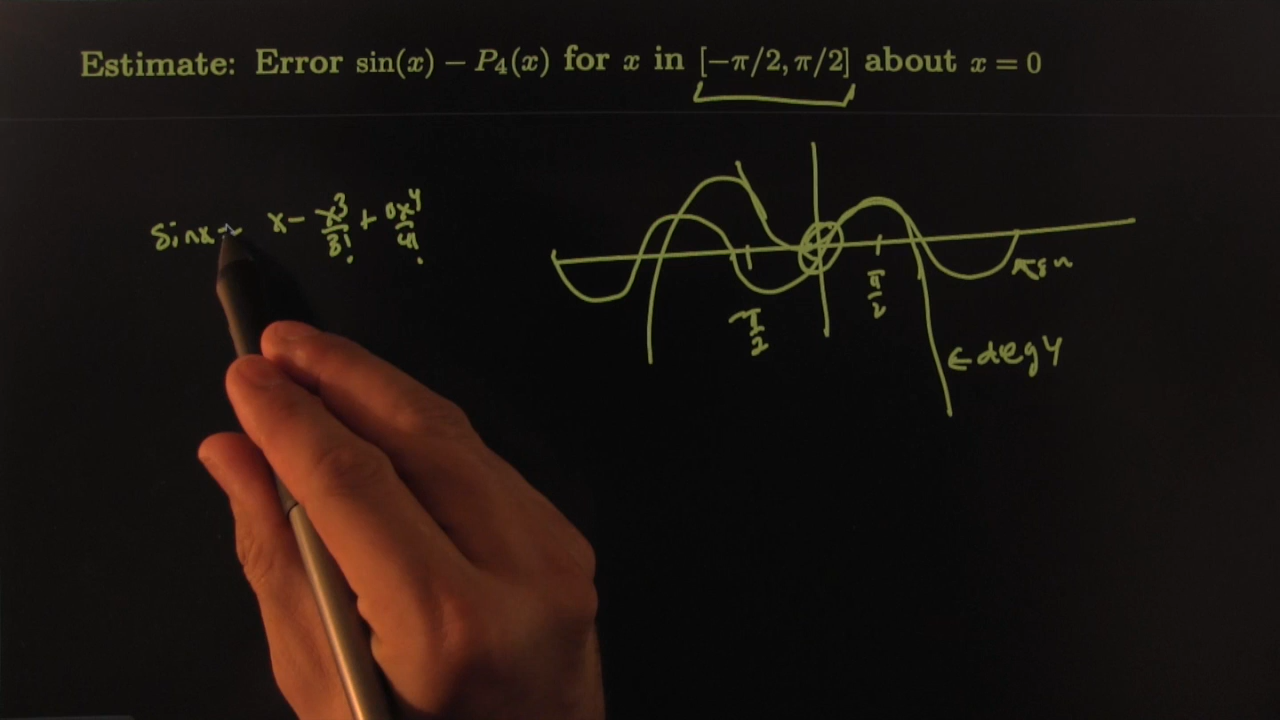 Estimate: Error sin(x) − P₄(x) for x in [−π/2, π/2] about x = 0
sin x = x − x³/3! + 0x⁴/4!
−π/2
π/2
← deg 4